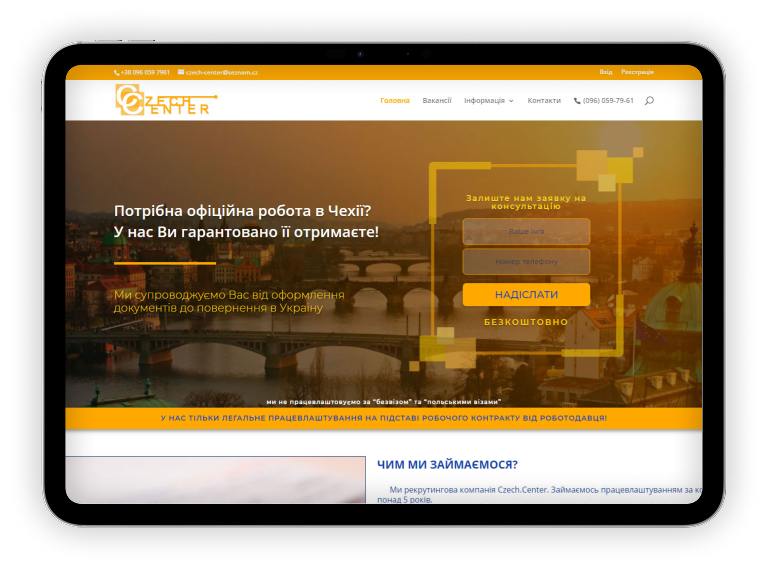 +38 096 059 7961 czech-center@seznam.cz Вхід Реєстрація
CZECH
CENTER
Головна Вакансії Інформація Контакти (096) 059-79-61
Залиште нам заявку на
консультацію
Потрібна офіційна робота в Чехії?
У нас Ви гарантовано її отримаєте!
Ваше ім'я
Номер телефону
НАДІСЛАТИ
БЕЗКОШТОВНО
Ми супроводжуємо Вас від оформлення
документів до повернення в Україну
ми не працевлаштовуємо за "безвізом" та "польськими візами"
У НАС ТІЛЬКИ ЛЕГАЛЬНЕ ПРАЦЕВЛАШТУВАННЯ НА ПІДСТАВІ РОБОЧОГО КОНТРАКТУ ВІД РОБОТОДАВЦЯ!
ЧИМ МИ ЗАЙМАЄМОСЯ?
Ми рекрутингова компанія Czech.Center. Займаємось працевлаштуванням за
понад 5 років.